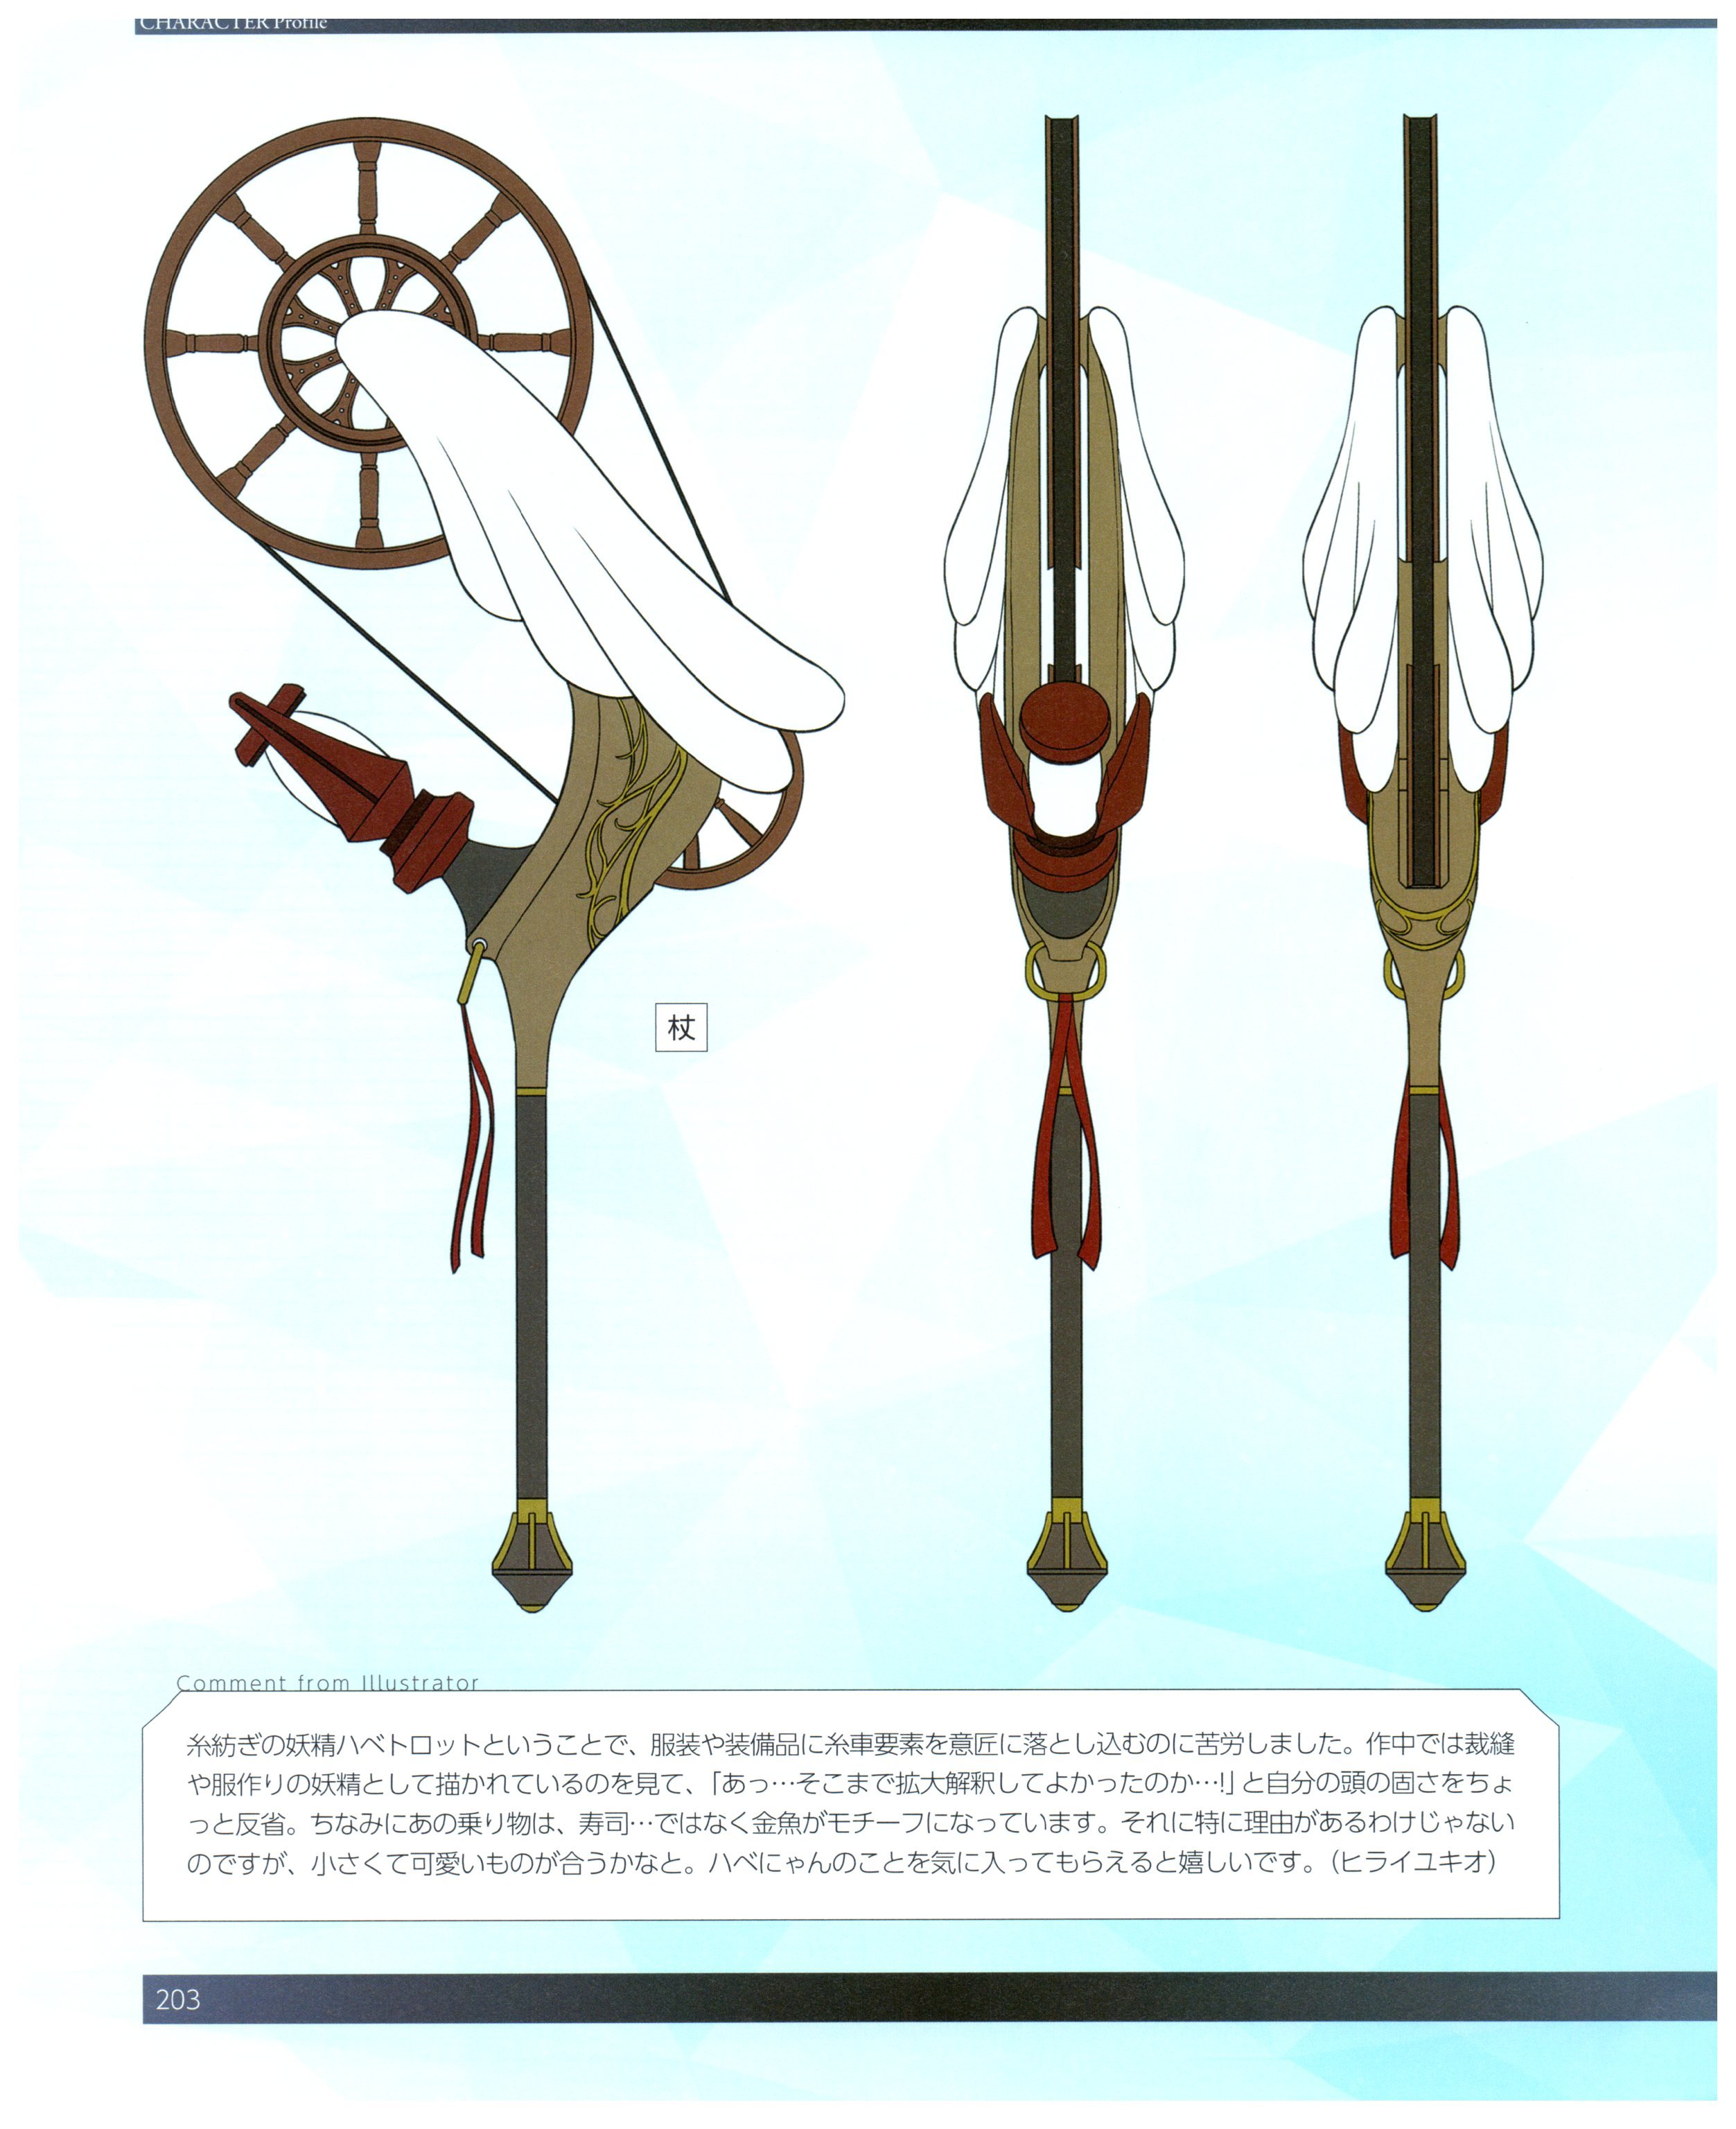 CHARACTER Profile
杖
Comment from Illustrator
糸紡ぎの妖精ハベトロットということで、服装や装備品に糸車要素を意匠に落とし込むのに苦労しました。作中では裁縫
や服作りの妖精として描かれているのを見て、「あっ…そこまで拡大解釈してよかったのか…!」と自分の頭の固さをちょ
っと反省。ちなみにあの乗り物は、寿司…ではなく金魚がモチーフになっています。それに特に理由があるわけじゃない
のですが、小さくて可愛いものが合うかなと。ハベにゃんのことを気に入ってもらえると嬉しいです。（ヒライユキオ）
203